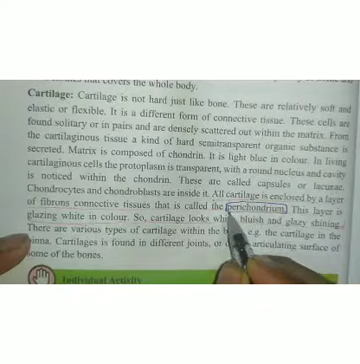 that covers the whole body.
Cartilage: Cartilage is not hard just like bone. These are relatively soft and
elastic or flexible. It is a different form of connective tissue. These cells are
found solitary or in pairs and are densely scattered out within the matrix. From
the cartilaginous tissue a kind of hard semitransparent organic substance is
secreted. Matrix is composed of chondrin. It is light blue in colour. In living
cartilaginous cells the protoplasm is transparent, with a round nucleus and cavity
is noticed within the chondrin. These are called capsules or lacunae.
Chondrocytes and chondroblasts are inside it. All cartilage is enclosed by a layer
of fibrons connective tissues that is called the perichondrium. This layer is
glazing white in colour. So, cartilage looks bluish and glazy shining.
There are various types of cartilage within the e.g. the cartilage in the
pinna. Cartilages is found in different joints, or articulating surface of
some of the bones.
Individual Activity